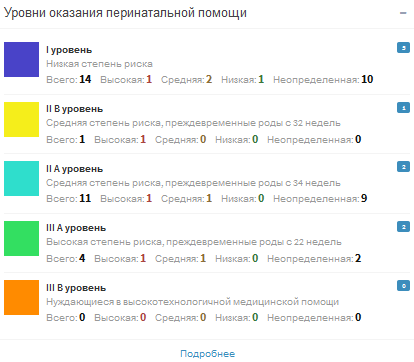 Уровни оказания перинатальной помощи
I уровень 3
Низкая степень риска
Всего: 14 Высокая: 1 Средняя: 2 Низкая: 1 Неопределенная: 10
II B уровень 1
Средняя степень риска, преждевременные роды с 32 недель
Всего: 1 Высокая: 1 Средняя: 0 Низкая: 0 Неопределенная: 0
II A уровень 2
Средняя степень риска, преждевременные роды с 34 недель
Всего: 11 Высокая: 1 Средняя: 1 Низкая: 0 Неопределенная: 9
III A уровень 2
Высокая степень риска, преждевременные роды с 22 недель
Всего: 4 Высокая: 1 Средняя: 1 Низкая: 0 Неопределенная: 2
III B уровень 0
Нуждающиеся в высокотехнологичной медицинской помощи
Всего: 0 Высокая: 0 Средняя: 0 Низкая: 0 Неопределенная: 0
Подробнее